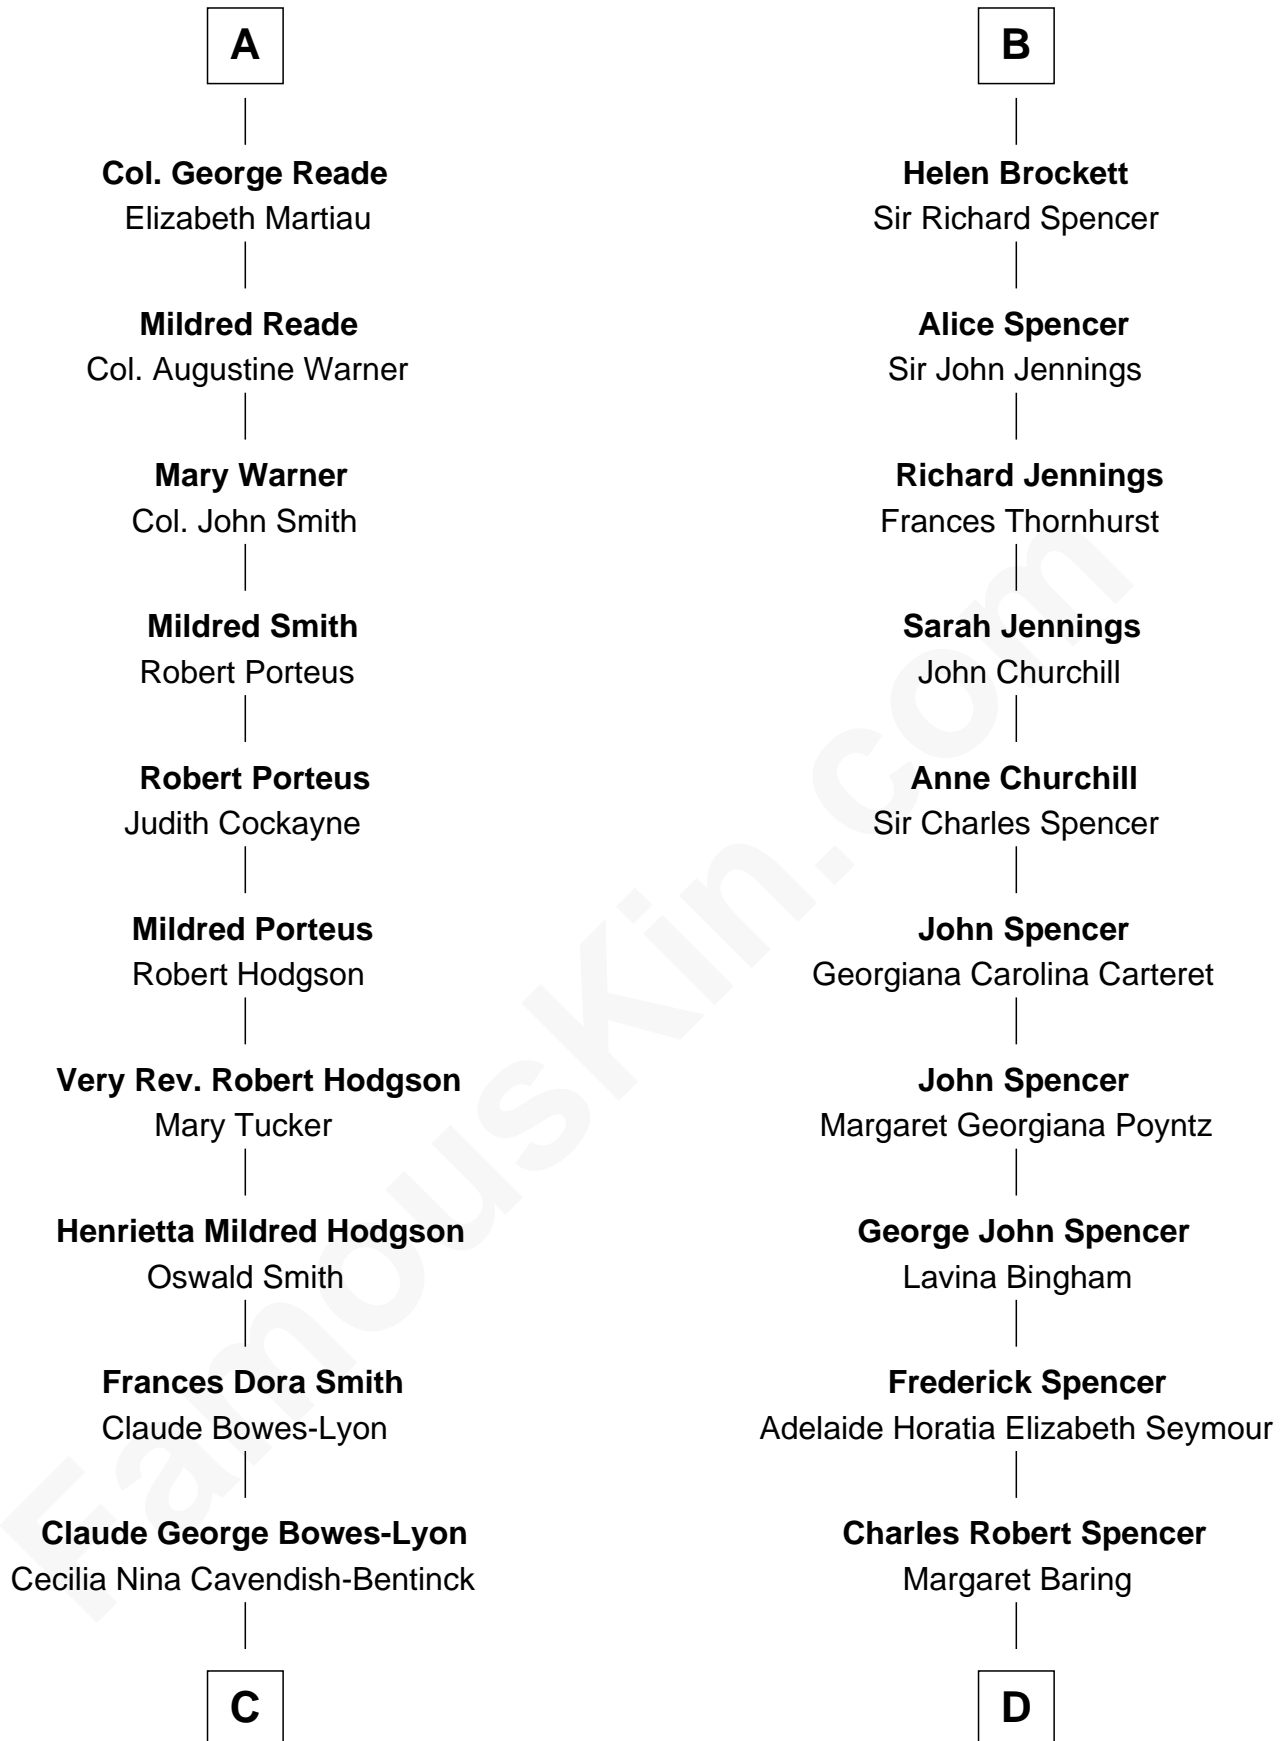 A
Col. George Reade
Elizabeth Martiau
Mildred Reade
Col. Augustine Warner
Mary Warner
Col. John Smith
Mildred Smith
Robert Porteus
Robert Porteus
Judith Cockayne
Mildred Porteus
Robert Hodgson
Very Rev. Robert Hodgson
Mary Tucker
Henrietta Mildred Hodgson
Oswald Smith
Frances Dora Smith
Claude Bowes-Lyon
Claude George Bowes-Lyon
Cecilia Nina Cavendish-Bentinck
C
B
Helen Brockett
Sir Richard Spencer
Alice Spencer
Sir John Jennings
Richard Jennings
Frances Thornhurst
Sarah Jennings
John Churchill
Anne Churchill
Sir Charles Spencer
John Spencer
Georgiana Carolina Carteret
John Spencer
Margaret Georgiana Poyntz
George John Spencer
Lavina Bingham
Frederick Spencer
Adelaide Horatia Elizabeth Seymour
Charles Robert Spencer
Margaret Baring
D
FamousKin.com